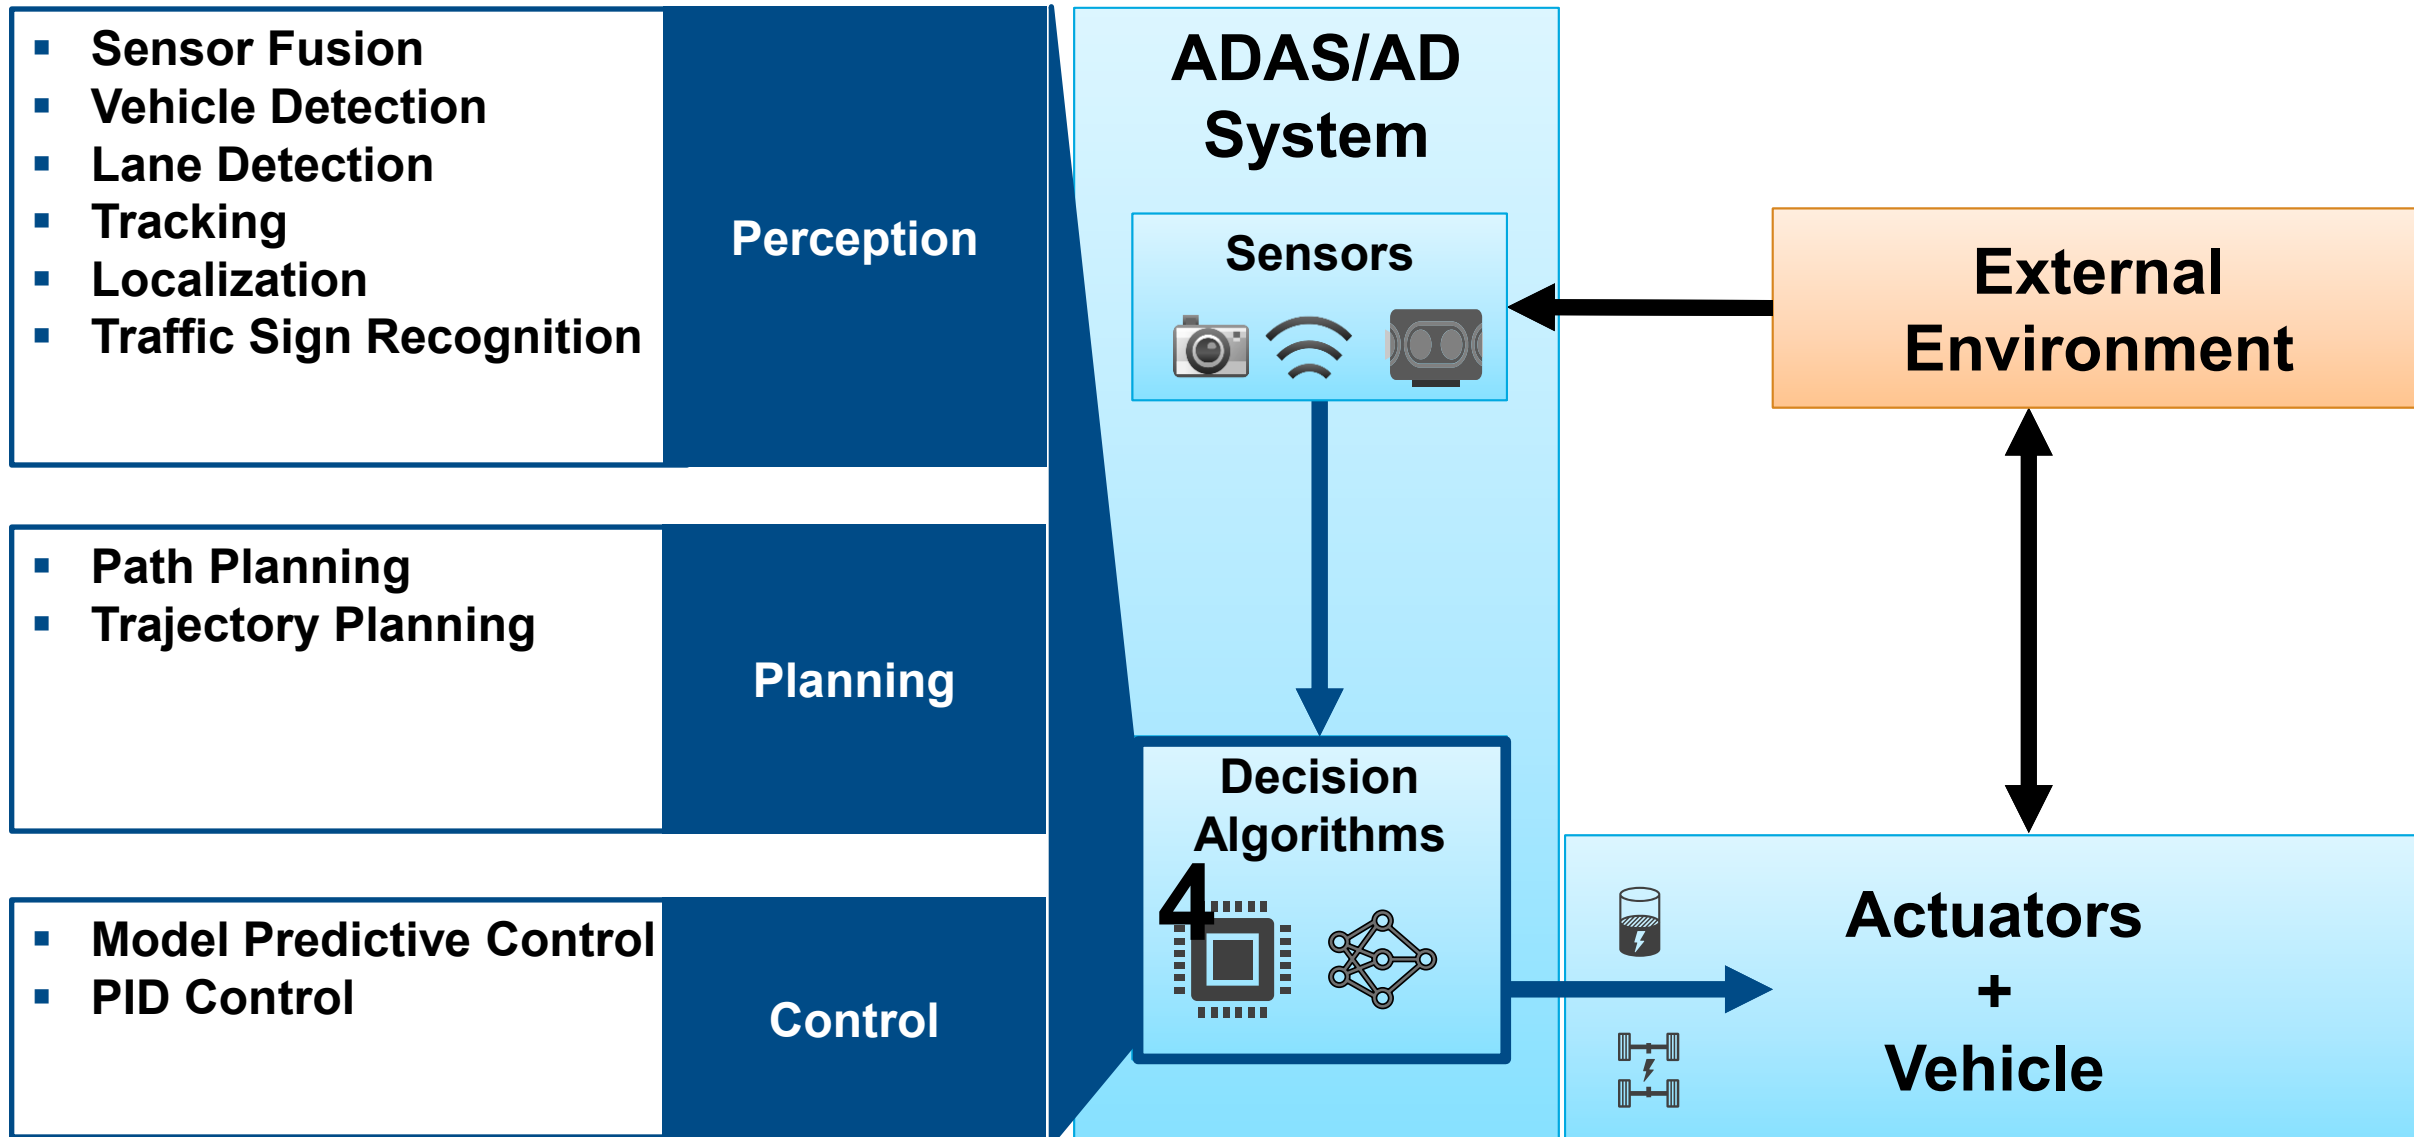 Sensor Fusion
Vehicle Detection
Lane Detection
Tracking
Localization
Traffic Sign Recognition
Perception
Path Planning
Trajectory Planning
Planning
Model Predictive Control
PID Control
Control
ADAS/AD
System
Sensors
Decision
Algorithms
4
External
Environment
Actuators
+
Vehicle